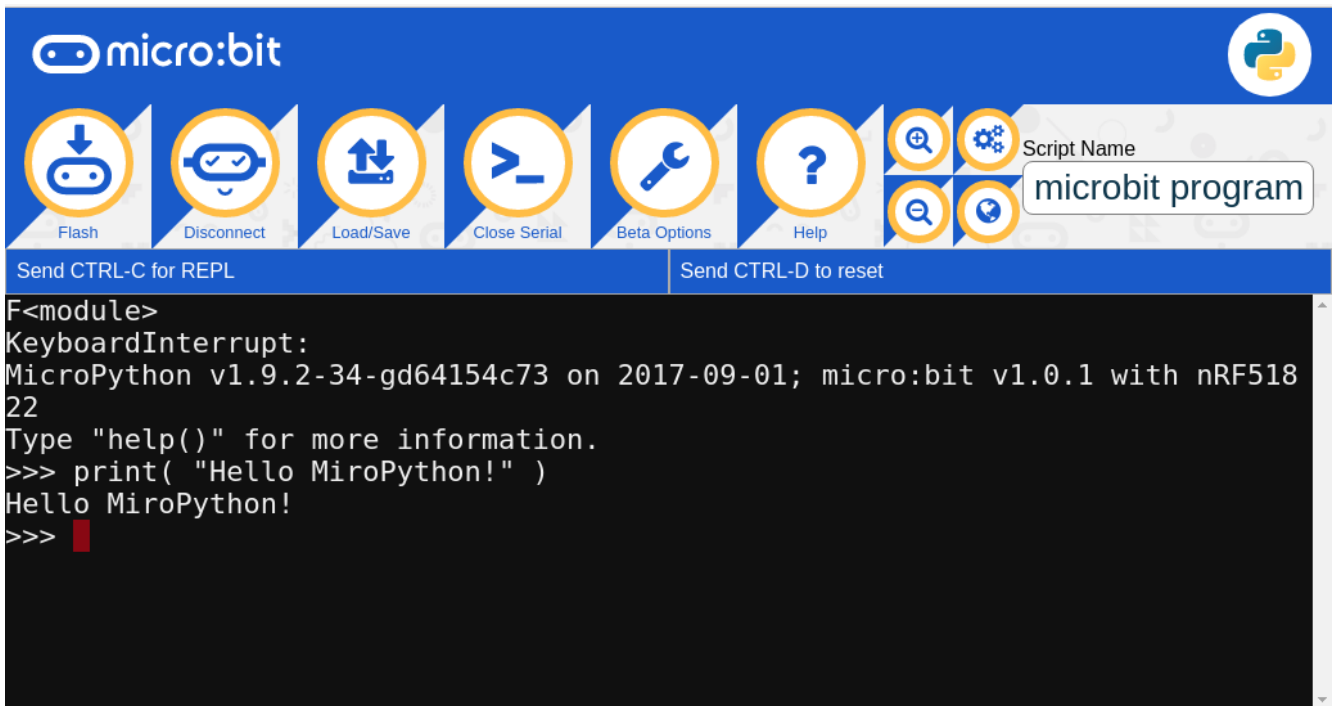 micro:bit
Flash
Disconnect
Load/Save
Close Serial
Beta Options
Help
Script Name
microbit program
Send CTRL-C for REPL
Send CTRL-D to reset
F<module>
KeyboardInterrupt:
MicroPython v1.9.2-34-gd64154c73 on 2017-09-01; micro:bit v1.0.1 with nRF518
22
Type "help()" for more information.
>>> print( "Hello MiroPython!" )
Hello MiroPython!
>>>